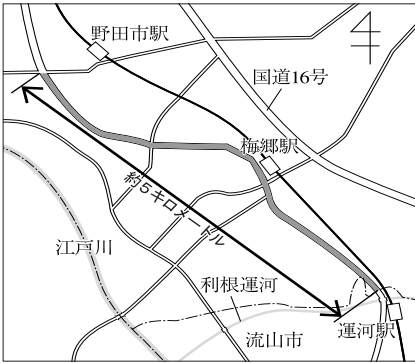 野田市駅
国道16号
梅郷駅
約5キロメートル
江戸川
利根運河
運河駅
流山市